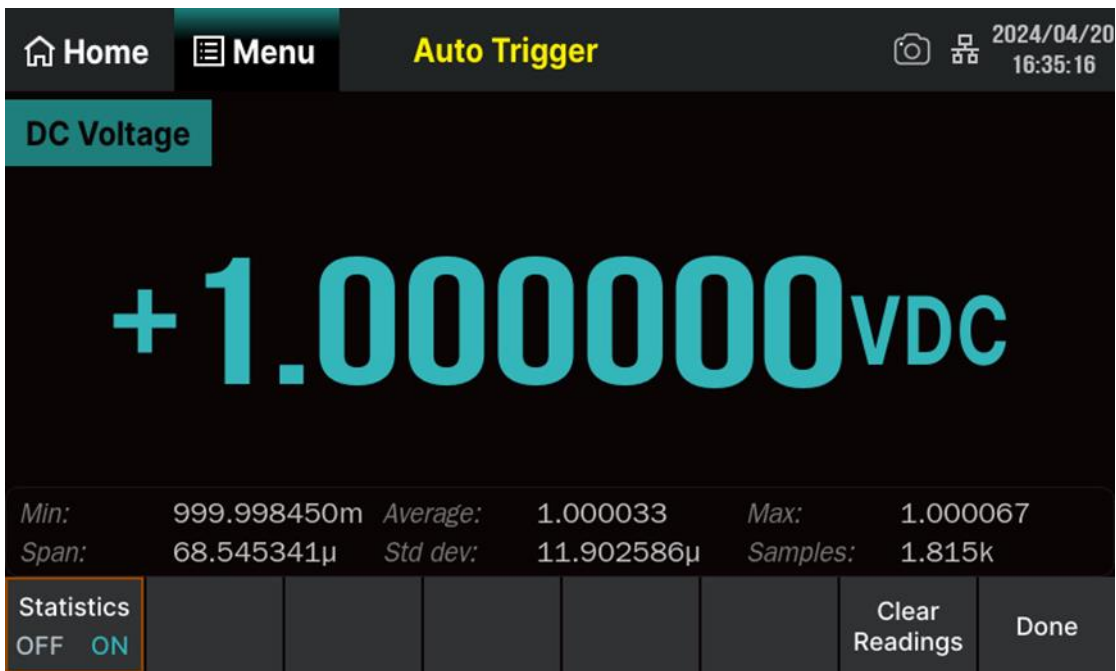 Home Menu Auto Trigger 2024/04/20
16:35:16
DC Voltage
+1.000000VDC
Min: 999.998450m Average: 1.000033 Max: 1.000067
Span: 68.545341µ Std dev: 11.902586µ Samples: 1.815k
Statistics
OFF ON
Clear
Readings
Done